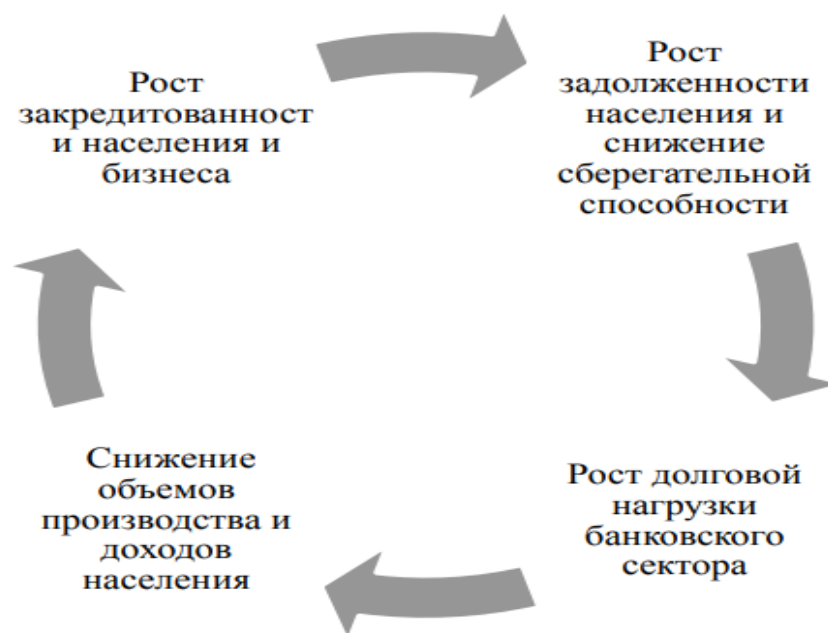 Рост
закредитованност
и населения и
бизнеса
Рост
задолженности
населения и
снижение
сберегательной
способности
Рост долговой
нагрузки
банковского
сектора
Снижение
объемов
производства и
доходов
населения